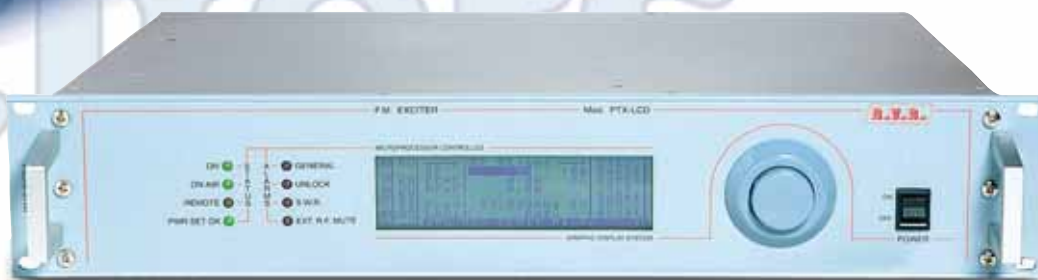 F.M. EXCITER
Mod. PTX-LCD
R.V.R.
MICROPROCESSOR CONTROLLED
ON
ON AIR
REMOTE
PWR SET OK
STATUS
ALARMS
GENERAL
UNLOCK
S.W.R.
EXT. R.F. MUTE
GRAPHIC DISPLAY SYSTEM
ON
OFF
POWER